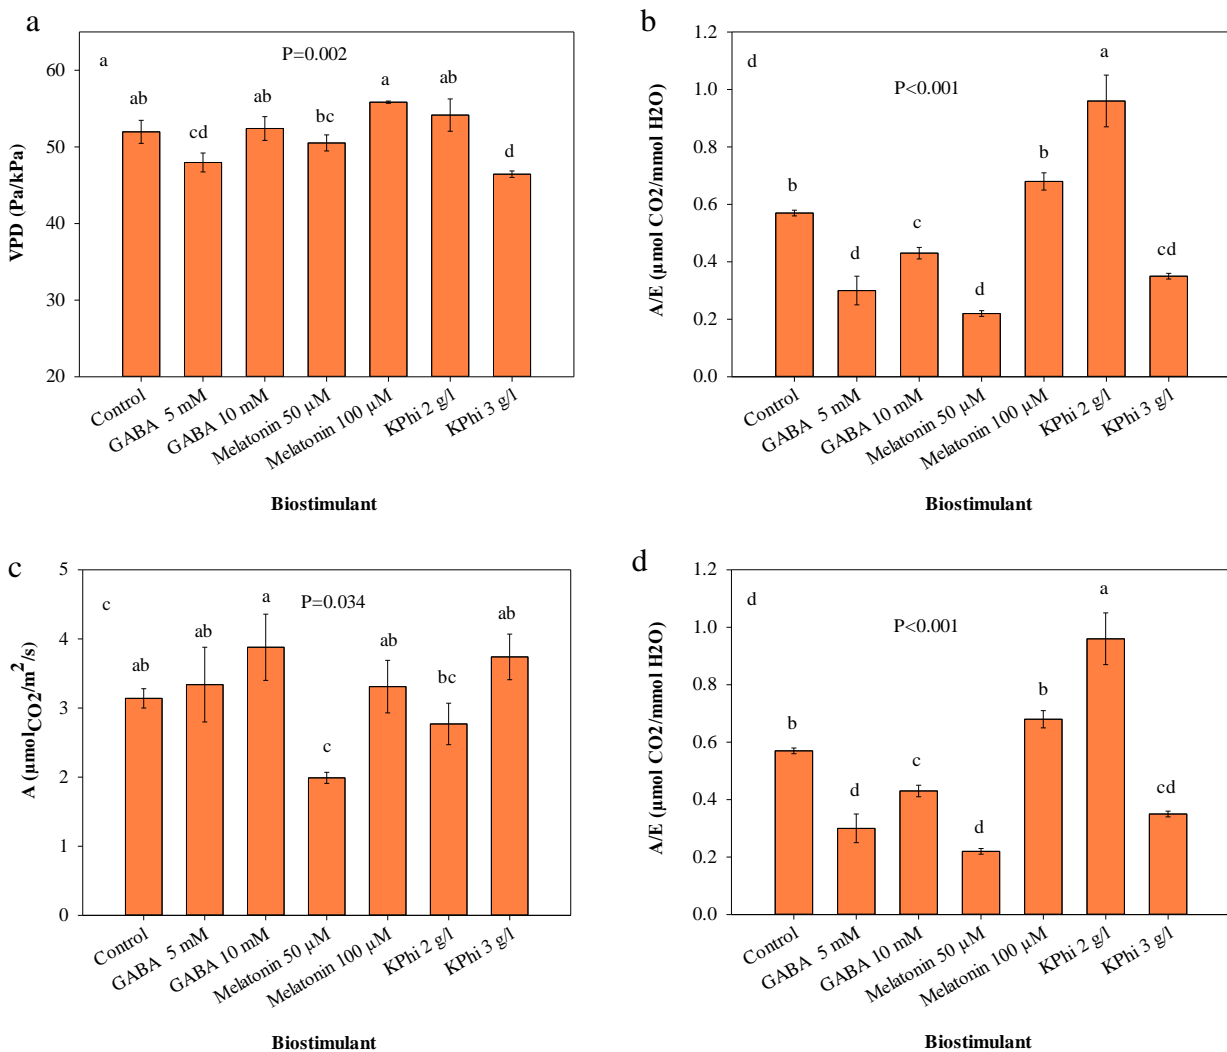 a
a
P=0.002
VPD (Pa/kPa)
60
50
40
30
20
ab
cd
ab
bc
a
ab
d
Control
GABA  5 mM
GABA 10 mM
Melatonin 50 µM
Melatonin 100 µM
KPhi 2 g/l
KPhi 3 g/l
Biostimulant
b
d
P<0.001
A/E (µmol CO2/mmol H2O)
1.2
1.0
0.8
0.6
0.4
0.2
0.0
b
d
c
d
b
a
cd
Control
GABA  5 mM
GABA 10 mM
Melatonin 50 µM
Melatonin 100 µM
KPhi 2 g/l
KPhi 3 g/l
Biostimulant
c
c
P=0.034
A (µmolCO2/m²/s)
5
4
3
2
1
0
ab
ab
a
c
ab
bc
ab
Control
GABA  5 mM
GABA 10 mM
Melatonin 50 µM
Melatonin 100 µM
KPhi 2 g/l
KPhi 3 g/l
Biostimulant
d
d
P<0.001
A/E (µmol CO2/mmol H2O)
1.2
1.0
0.8
0.6
0.4
0.2
0.0
b
d
c
d
b
a
cd
Control
GABA  5 mM
GABA 10 mM
Melatonin 50 µM
Melatonin 100 µM
KPhi 2 g/l
KPhi 3 g/l
Biostimulant